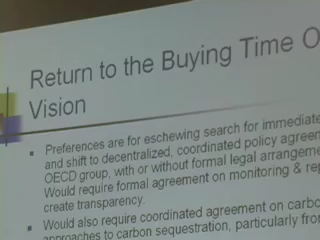 Return to the Buying Time O
Vision
Preferences are for eschewing search for immediate
and shift to decentralized, coordinated policy agreem
OECD group, with or without formal legal arrangeme
Would require formal agreement on monitoring & rep
create transparency.
Would also require coordinated agreement on carbo
approaches to carbon sequestration, particularly from